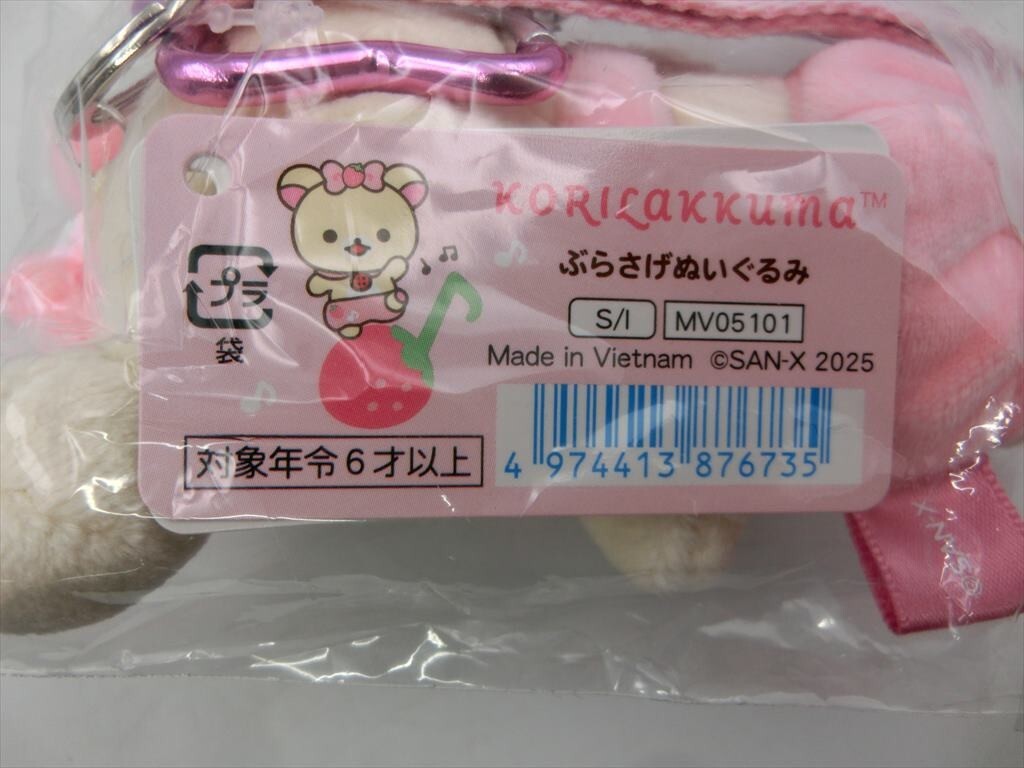 KORILAKKUMA™
ぶらさげぬいぐるみ
S/I MV05101
Made in Vietnam ©SAN-X 2025
プラ
袋
対象年令6才以上
4 974413 876735
©SAN-X